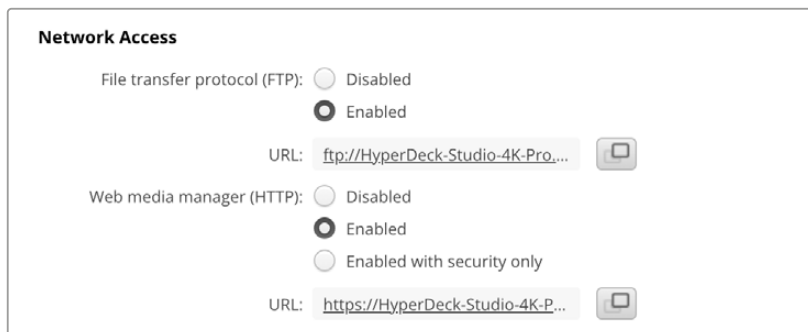 Network Access
File transfer protocol (FTP): Disabled
Enabled
URL: ftp://HyperDeck-Studio-4K-Pro....
Web media manager (HTTP): Disabled
Enabled
Enabled with security only
URL: https://HyperDeck-Studio-4K-P...